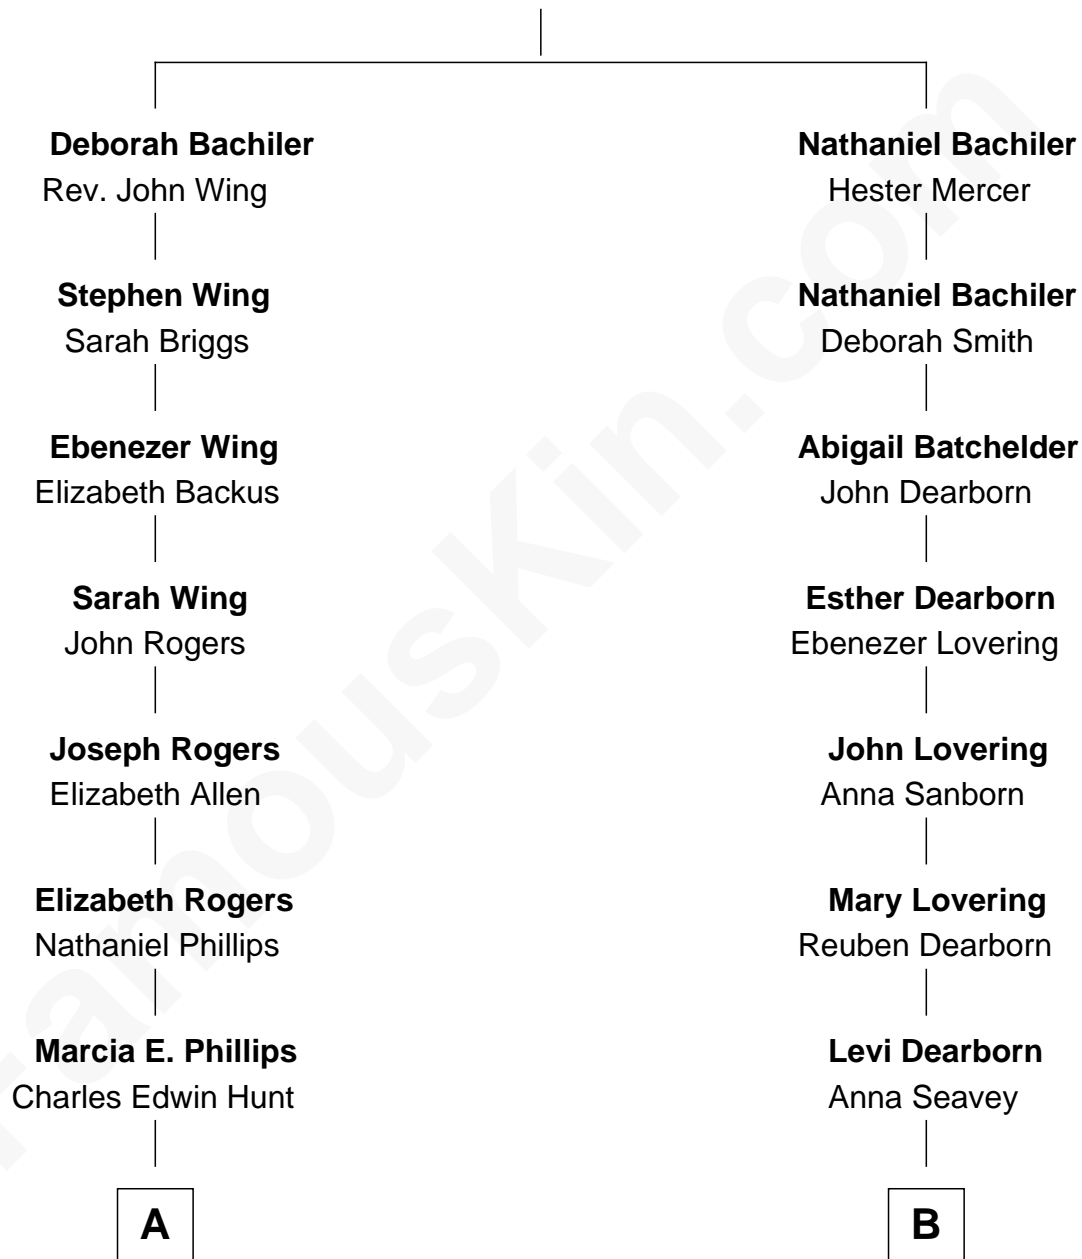 Deborah Bachiler
Rev. John Wing
Stephen Wing
Sarah Briggs
Ebenezer Wing
Elizabeth Backus
Sarah Wing
John Rogers
Joseph Rogers
Elizabeth Allen
Elizabeth Rogers
Nathaniel Phillips
Marcia E. Phillips
Charles Edwin Hunt
A
Nathaniel Bachiler
Hester Mercer
Nathaniel Bachiler
Deborah Smith
Abigail Batchelder
John Dearborn
Esther Dearborn
Ebenezer Lovering
John Lovering
Anna Sanborn
Mary Lovering
Reuben Dearborn
Levi Dearborn
Anna Seavey
B
FamousKin.com